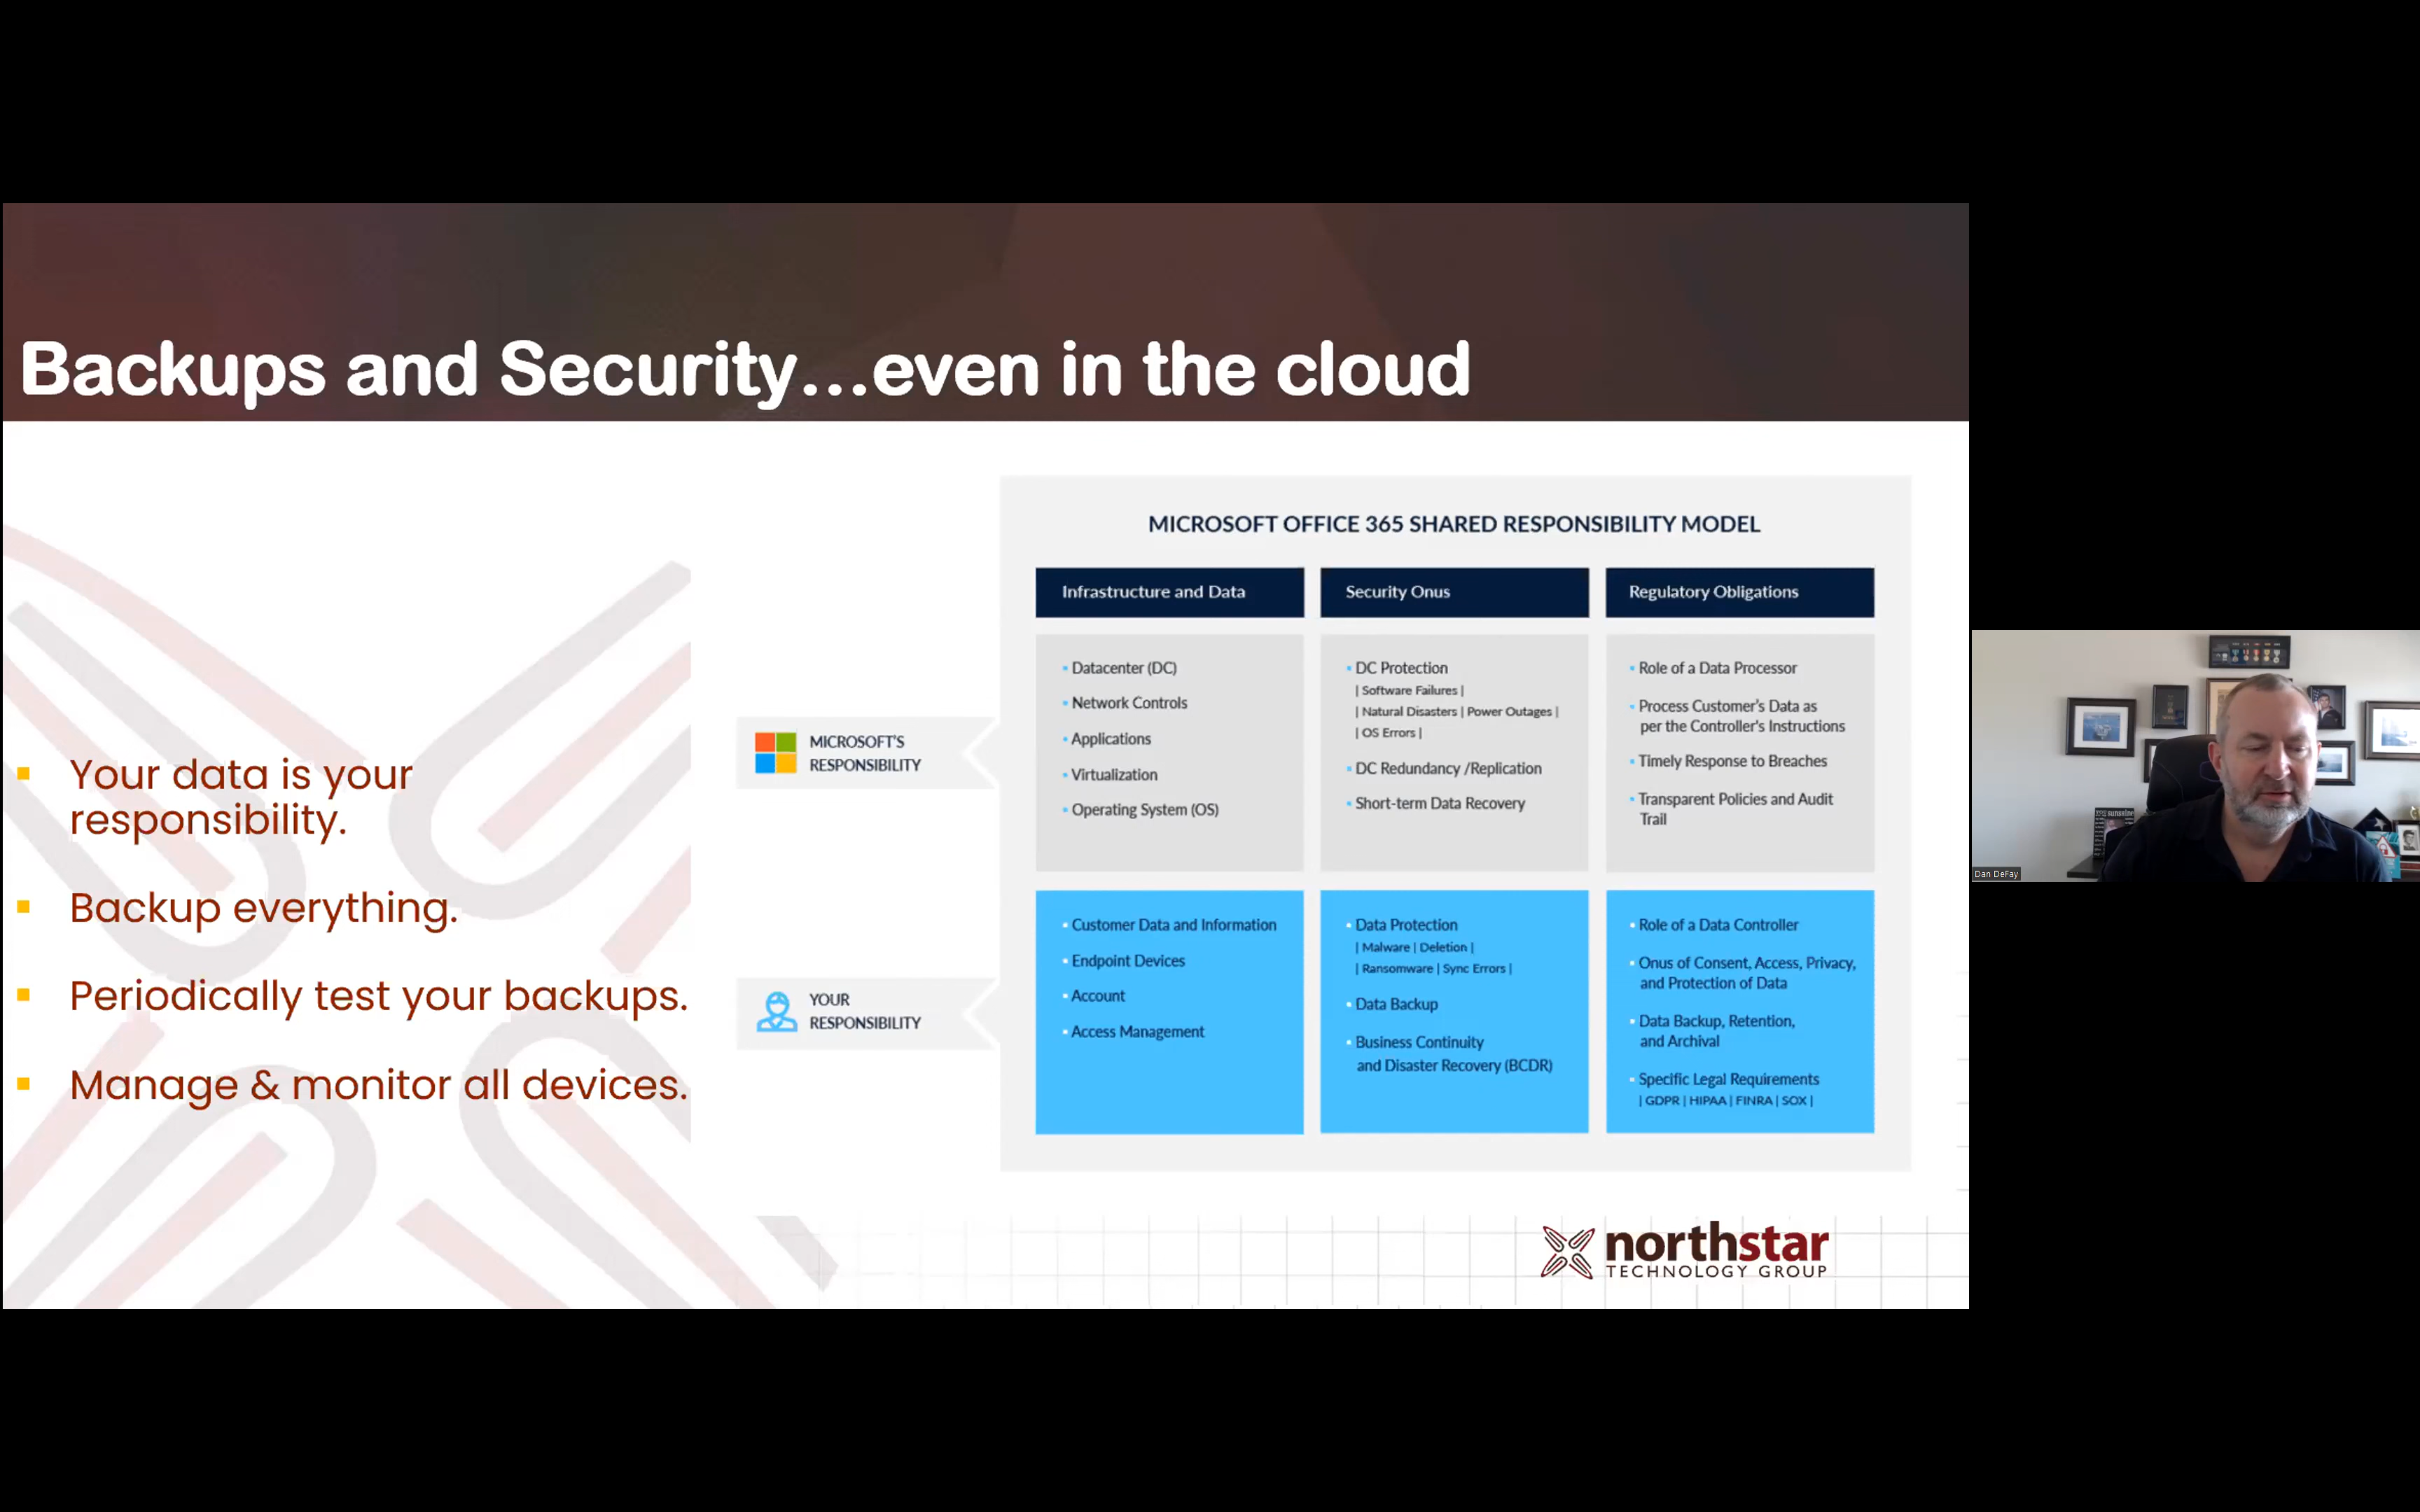 Backups and Security...even in the cloud
Your data is your
responsibility.
Backup everything.
Periodically test your backups.
Manage & monitor all devices.
MICROSOFT OFFICE 365 SHARED RESPONSIBILITY MODEL
Infrastructure and Data
Security Onus
Regulatory Obligations
MICROSOFT'S
RESPONSIBILITY
Datacenter (DC)
Network Controls
Applications
Virtualization
Operating System (OS)
DC Protection
| Software Failures |
| Natural Disasters | Power Outages |
| OS Errors |
DC Redundancy /Replication
Short-term Data Recovery
Role of a Data Processor
Process Customer's Data as
per the Controller's Instructions
Timely Response to Breaches
Transparent Policies and Audit
Trail
YOUR
RESPONSIBILITY
Customer Data and Information
Endpoint Devices
Account
Access Management
Data Protection
| Malware | Deletion |
| Ransomware | Sync Errors |
Data Backup
Business Continuity
and Disaster Recovery (BCDR)
Role of a Data Controller
Onus of Consent, Access, Privacy,
and Protection of Data
Data Backup, Retention,
and Archival
Specific Legal Requirements
| GDPR | HIPAA | FINRA | SOX |
northstar
TECHNOLOGY GROUP
Dan DeFay